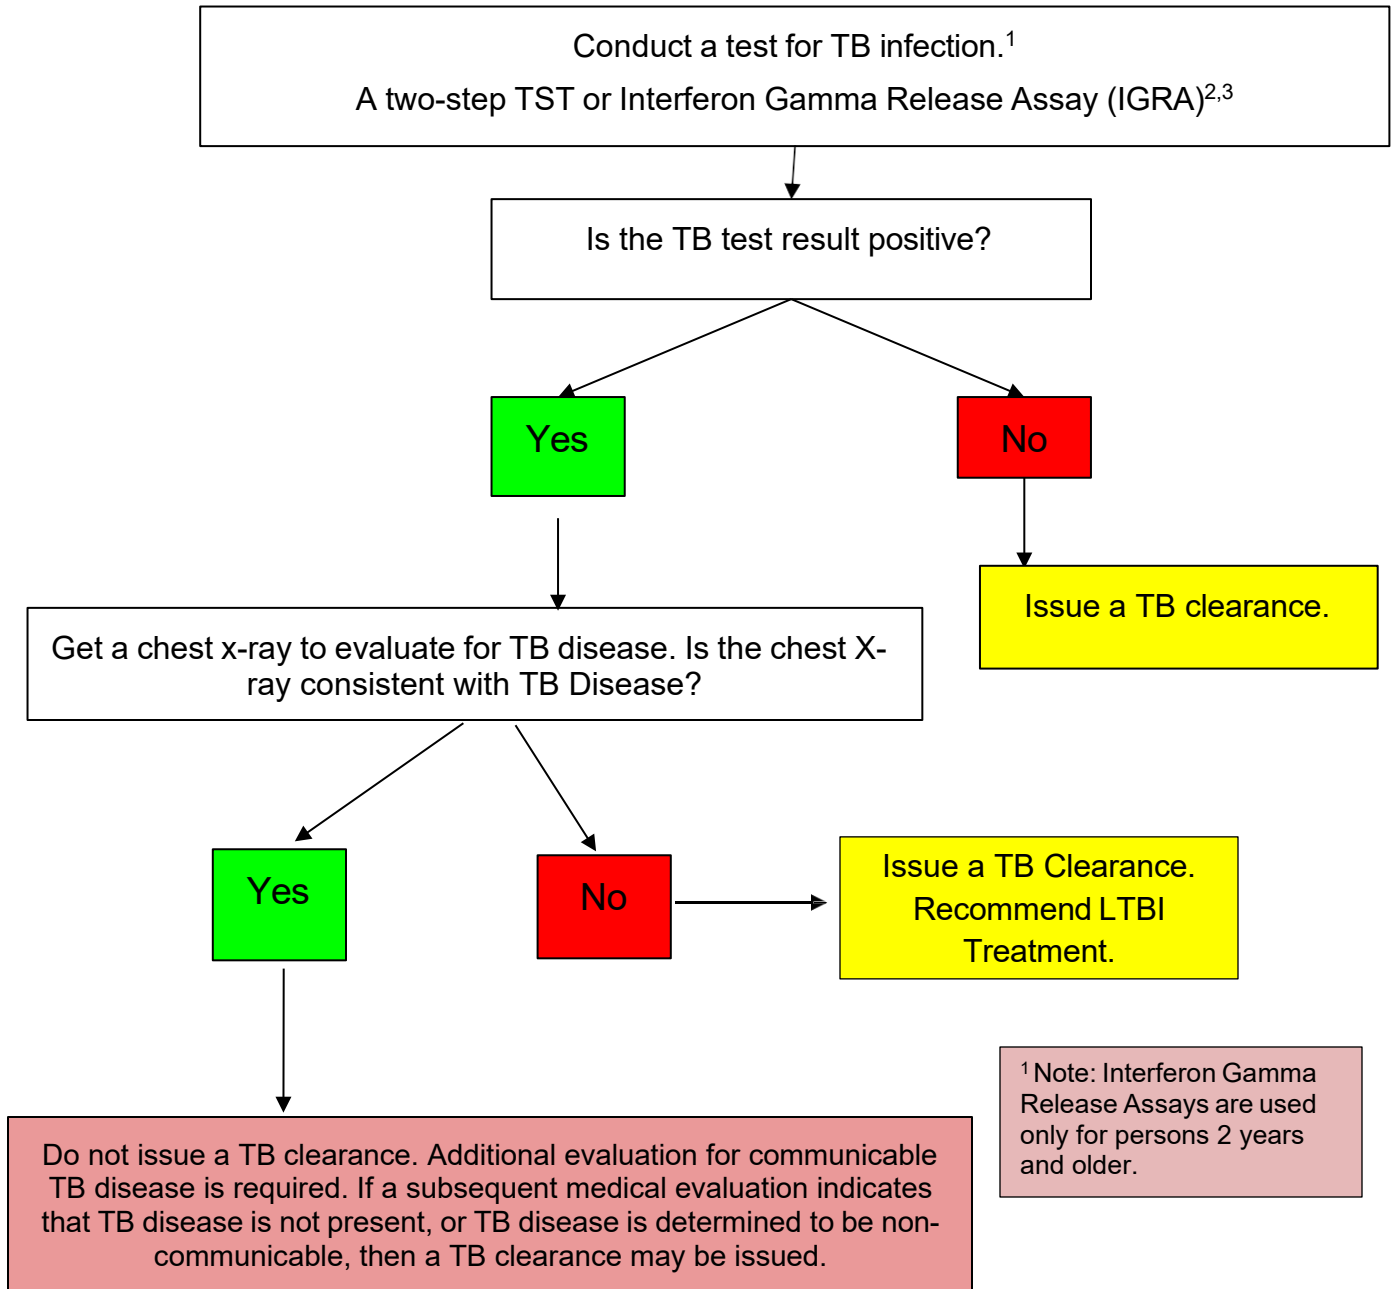 Conduct a test for TB infection.¹
A two-step TST or Interferon Gamma Release Assay (IGRA)²,³
Is the TB test result positive?
Yes
No
Issue a TB clearance.
Get a chest x-ray to evaluate for TB disease. Is the chest X-
ray consistent with TB Disease?
Yes
No
Issue a TB Clearance.
Recommend LTBI
Treatment.
¹ Note: Interferon Gamma
Release Assays are used
only for persons 2 years
and older.
Do not issue a TB clearance. Additional evaluation for communicable
TB disease is required. If a subsequent medical evaluation indicates
that TB disease is not present, or TB disease is determined to be non-
communicable, then a TB clearance may be issued.